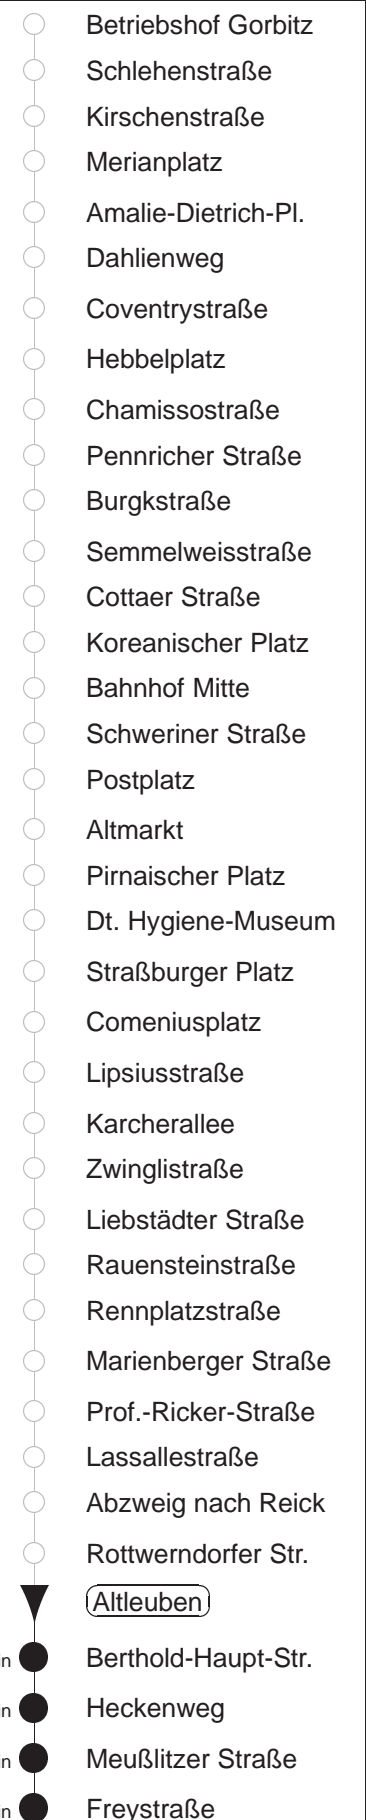 Betriebshof Gorbitz
Schlehenstraße
Kirschenstraße
Merianplatz
Amalie-Dietrich-Pl.
Dahlienweg
Coventrystraße
Hebbelplatz
Chamissostraße
Pennricher Straße
Burgkstraße
Semmelweisstraße
Cottaer Straße
Koreanischer Platz
Bahnhof Mitte
Schweriner Straße
Postplatz
Altmarkt
Pirnaischer Platz
Dt. Hygiene-Museum
Straßburger Platz
Comeniusplatz
Lipsiusstraße
Karcherallee
Zwinglistraße
Liebstädter Straße
Rauensteinstraße
Rennplatzstraße
Marienberger Straße
Prof.-Ricker-Straße
Lassallestraße
Abzweig nach Reick
Rottwerndorfer Str.
Altleuben
Berthold-Haupt-Str.
Heckenweg
Meußlitzer Straße
Freystraße